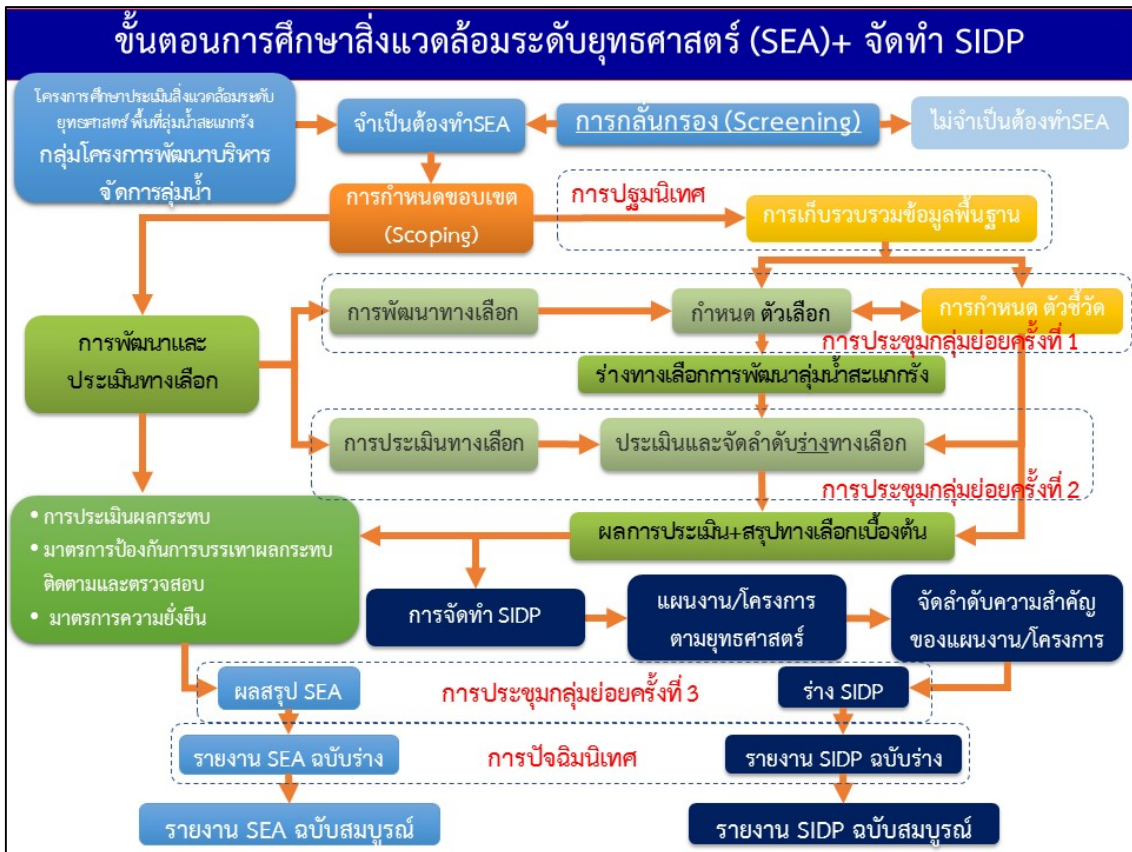 ขั้นตอนการศึกษาสิ่งแวดล้อมระดับยุทธศาสตร์ (SEA)+ จัดทำ SIDP
โครงการศึกษาประเมินสิ่งแวดล้อมระดับ
ยุทธศาสตร์ พื้นที่ลุ่มน้ำสะแกกรัง
กลุ่มโครงการพัฒนาบริหาร
จัดการลุ่มน้ำ
จำเป็นต้องทำSEA
การกลั่นกรอง (Screening)
ไม่จำเป็นต้องทำSEA
การกำหนดขอบเขต
(Scoping)
การปฐมนิเทศ
การเก็บรวบรวมข้อมูลพื้นฐาน
การพัฒนาและ
ประเมินทางเลือก
การพัฒนาทางเลือก
กำหนด ตัวเลือก
การกำหนด ตัวชี้วัด
การประชุมกลุ่มย่อยครั้งที่ 1
ร่างทางเลือกการพัฒนาลุ่มน้ำสะแกกรัง
การประเมินทางเลือก
ประเมินและจัดลำดับร่างทางเลือก
การประชุมกลุ่มย่อยครั้งที่ 2
• การประเมินผลกระทบ
• มาตรการป้องกันการบรรเทาผลกระทบ
ติดตามและตรวจสอบ
• มาตรการความยั่งยืน
ผลการประเมิน+สรุปทางเลือกเบื้องต้น
การจัดทำ SIDP
แผนงาน/โครงการ
ตามยุทธศาสตร์
จัดลำดับความสำคัญ
ของแผนงาน/โครงการ
ผลสรุป SEA
การประชุมกลุ่มย่อยครั้งที่ 3
ร่าง SIDP
รายงาน SEA ฉบับร่าง
การปัจฉิมนิเทศ
รายงาน SIDP ฉบับร่าง
รายงาน SEA ฉบับสมบูรณ์
รายงาน SIDP ฉบับสมบูรณ์